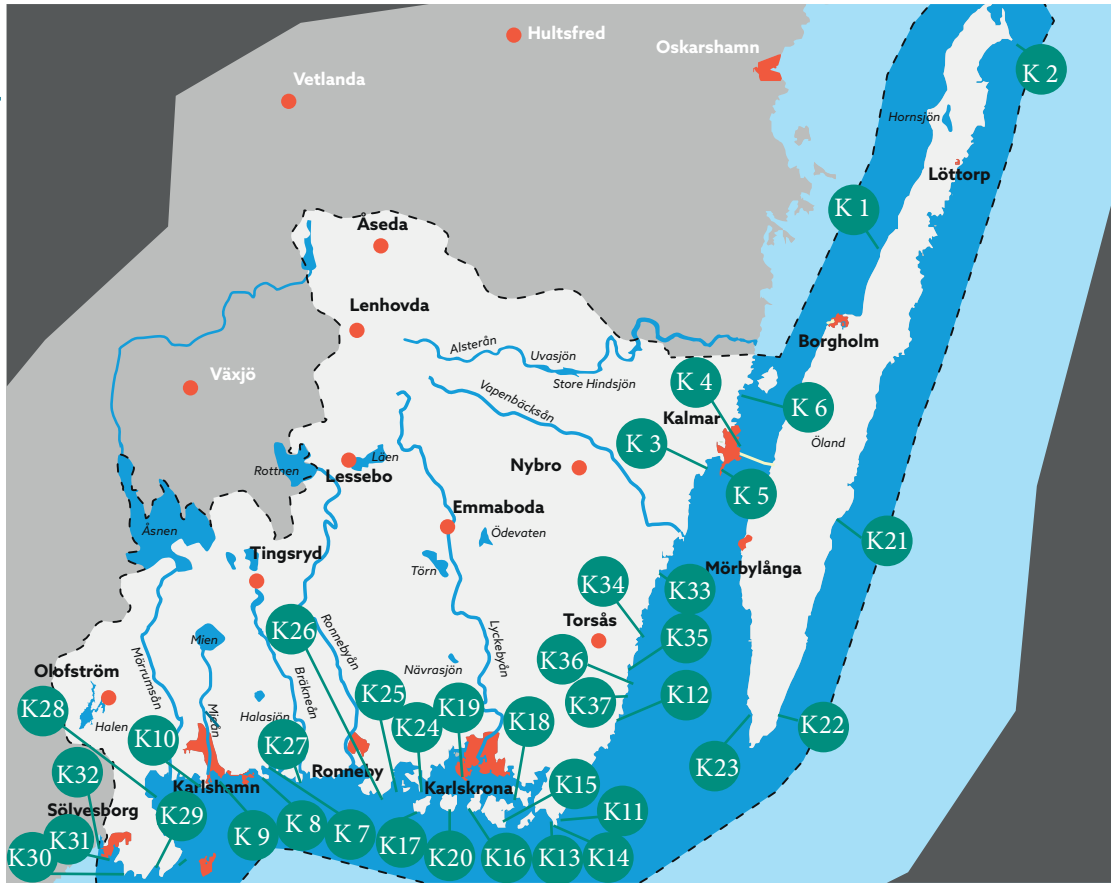 Hultsfred
Oskarshamn
K 2
Vetlanda
Hornsjön
Löttorp
K 1
Åseda
Lenhovda
Borgholm
Alsterån
Uvasjön
Store Hindsjön
Växjö
K 4
K 6
Vapenbäcksån
Kalmar
Öland
K 3
Läen
Rottnen
Lessebo
Nybro
K 5
Emmaboda
Åsnen
Ödevaten
K21
Tingsryd
Törn
Mörbylånga
K34
K33
Torsås
K26
Ronnebyån
Lyckebyån
Mien
K35
Mörrumsån
Bräkneån
Nävrasjön
K36
Olofström
K25
K12
K28
Halen
Mieån
Halasjön
K24
K19
K37
K18
K22
K10
K27
Ronneby
K23
K32
Karlshamn
Karlskrona
K15
Sölvesborg
K29
K11
K31
K 9
K 8
K 7
K17
K30
K20
K16
K13
K14